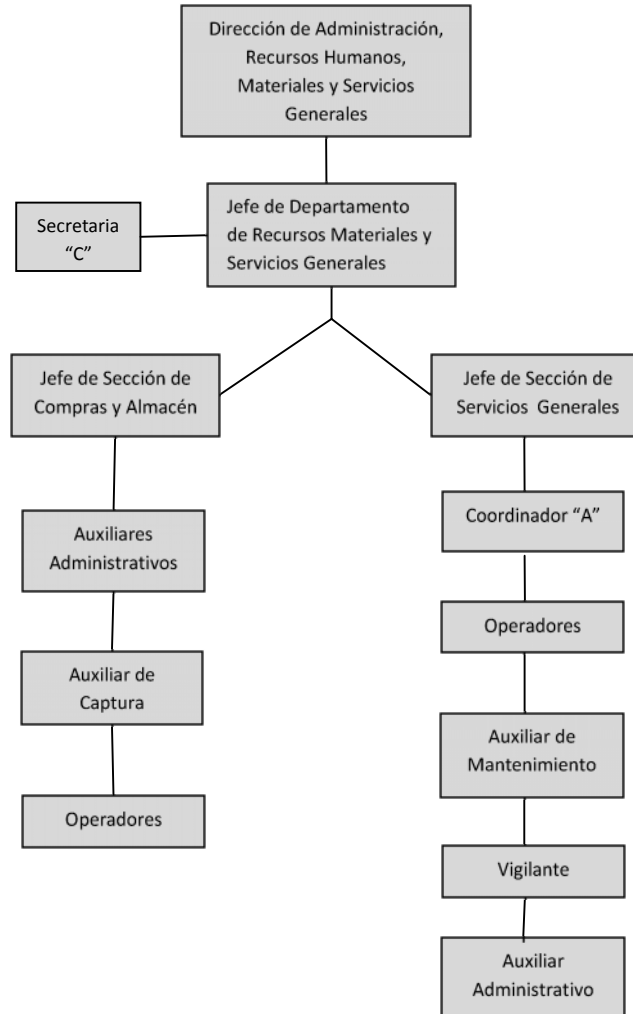 Dirección de Administración,
Recursos Humanos,
Materiales y Servicios
Generales
Secretaria
“C”
Jefe de Departamento
de Recursos Materiales y
Servicios Generales
Jefe de Sección de
Compras y Almacén
Jefe de Sección de
Servicios Generales
Auxiliares
Administrativos
Auxiliar de
Captura
Operadores
Coordinador “A”
Operadores
Auxiliar de
Mantenimiento
Vigilante
Auxiliar
Administrativo